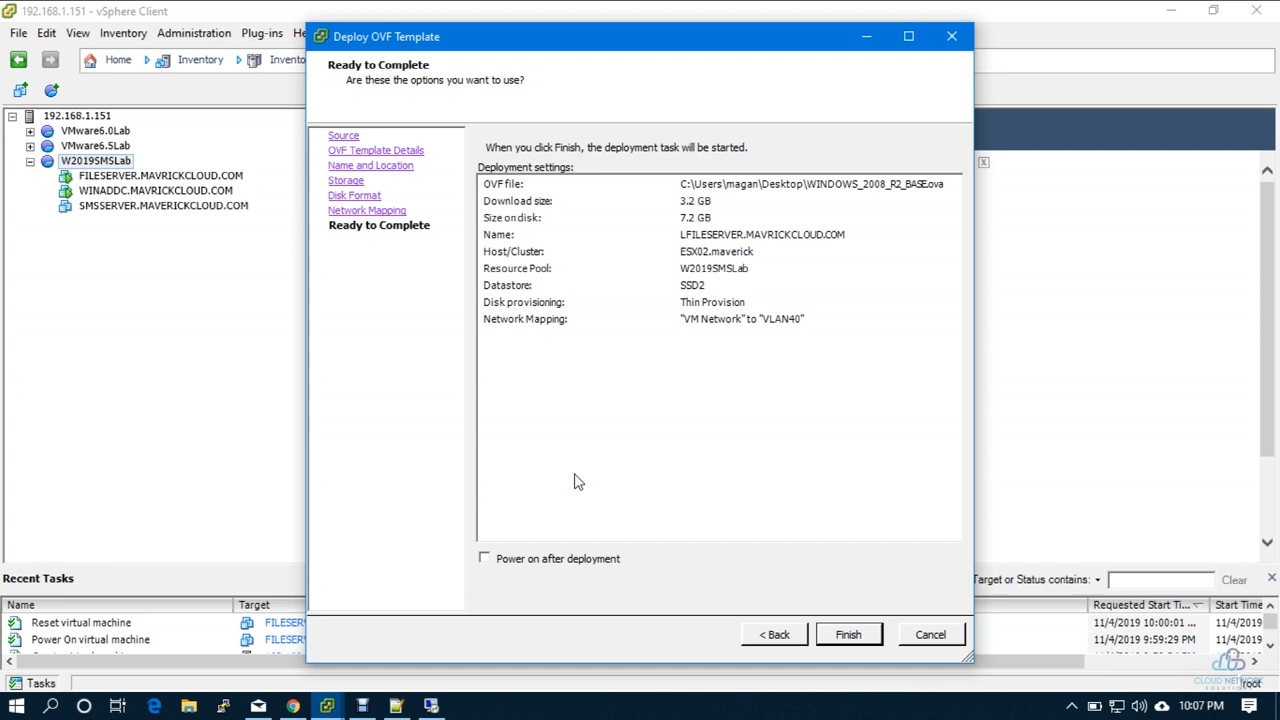 192.168.1.151 - vSphere Client
File Edit View Inventory Administration Plug-ins He
Home Inventory Invento
192.168.1.151
VMware6.0Lab
VMware6.5Lab
W2019SMSLab
FILESERVER.MAVRICKCLOUD.COM
WINADDC.MAVRICKCLOUD.COM
SMSSERVER.MAVERICKCLOUD.COM
Deploy OVF Template
Ready to Complete
Are these the options you want to use?
Source
OVF Template Details
Name and Location
Storage
Disk Format
Network Mapping
Ready to Complete
When you click Finish, the deployment task will be started.
Deployment settings:
OVF file: C:\Users\magan\Desktop\WINDOWS_2008_R2_BASE.ova
Download size: 3.2 GB
Size on disk: 7.2 GB
Name: LFILESERVER.MAVRICKCLOUD.COM
Host/Cluster: ESX02.maverick
Resource Pool: W2019SMSLab
Datastore: SSD2
Disk provisioning: Thin Provision
Network Mapping: "VM Network" to "VLAN40"
Power on after deployment
< Back Finish Cancel
Recent Tasks
Target or Status contains: Clear
Name Target Requested Start Ti... Start Time
Reset virtual machine FILESERV 11/4/2019 10:00:01 ... 11/4/2019
Power On virtual machine FILESERV 11/4/2019 9:59:29 PM 11/4/2019
CLOUD NETWORK
SOLUTIONS
Tasks root
10:07 PM